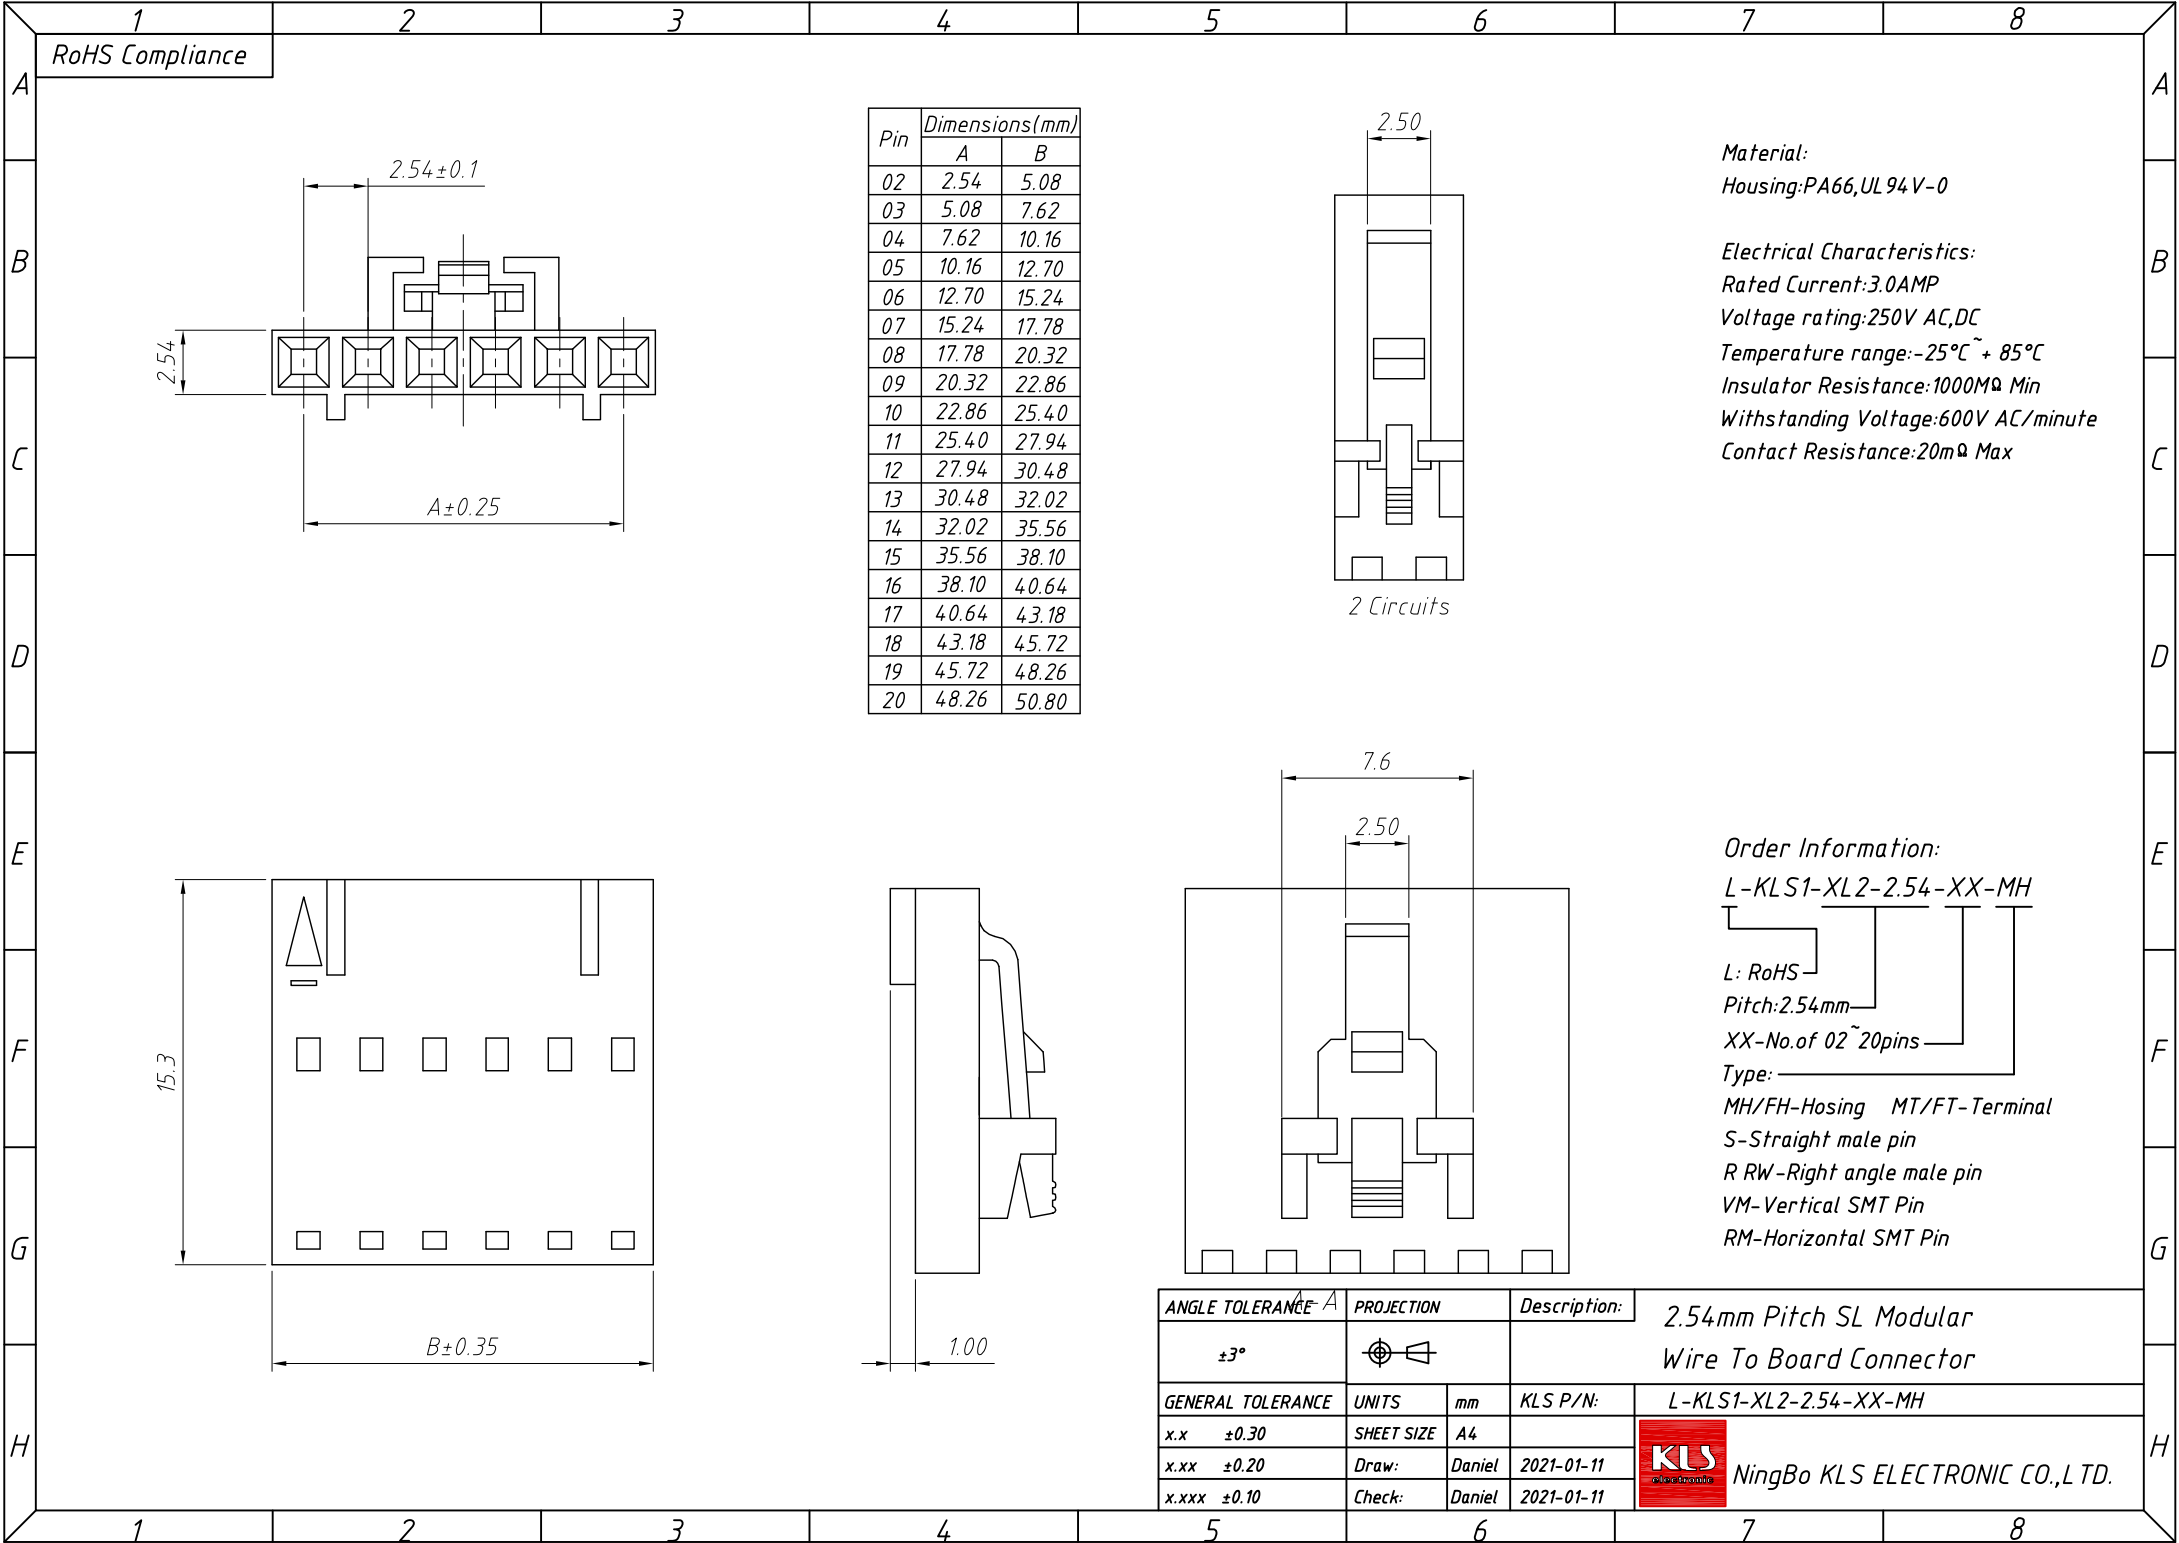 1 2 3 4 5 6 7 8
RoHS Compliance
A A
B B
C C
D D
E E
F F
G G
H H
2.54±0.1
2.54
A±0.25
Pin Dimensions(mm)
A B
02 2.54 5.08
03 5.08 7.62
04 7.62 10.16
05 10.16 12.70
06 12.70 15.24
07 15.24 17.78
08 17.78 20.32
09 20.32 22.86
10 22.86 25.40
11 25.40 27.94
12 27.94 30.48
13 30.48 32.02
14 32.02 35.56
15 35.56 38.10
16 38.10 40.64
17 40.64 43.18
18 43.18 45.72
19 45.72 48.26
20 48.26 50.80
2.50
2 Circuits
Material:
Housing:PA66,UL94V-0
Electrical Characteristics:
Rated Current:3.0AMP
Voltage rating:250V AC,DC
Temperature range:-25°C~+ 85°C
Insulator Resistance:1000MΩ Min
Withstanding Voltage:600V AC/minute
Contact Resistance:20mΩ Max
15.3
B±0.35
1.00
7.6
2.50
A-A
Order Information:
L-KLS1-XL2-2.54-XX-MH
L: RoHS
Pitch:2.54mm
XX-No.of 02~20pins
Type:
MH/FH-Hosing MT/FT-Terminal
S-Straight male pin
R RW-Right angle male pin
VM-Vertical SMT Pin
RM-Horizontal SMT Pin
ANGLE TOLERANCE PROJECTION Description: 2.54mm Pitch SL Modular
±3° Wire To Board Connector
GENERAL TOLERANCE UNITS mm KLS P/N: L-KLS1-XL2-2.54-XX-MH
x.x ±0.30 SHEET SIZE A4
x.xx ±0.20 Draw: Daniel 2021-01-11
x.xxx ±0.10 Check: Daniel 2021-01-11
KLS
electronic
NingBo KLS ELECTRONIC CO.,LTD.
1 2 3 4 5 6 7 8